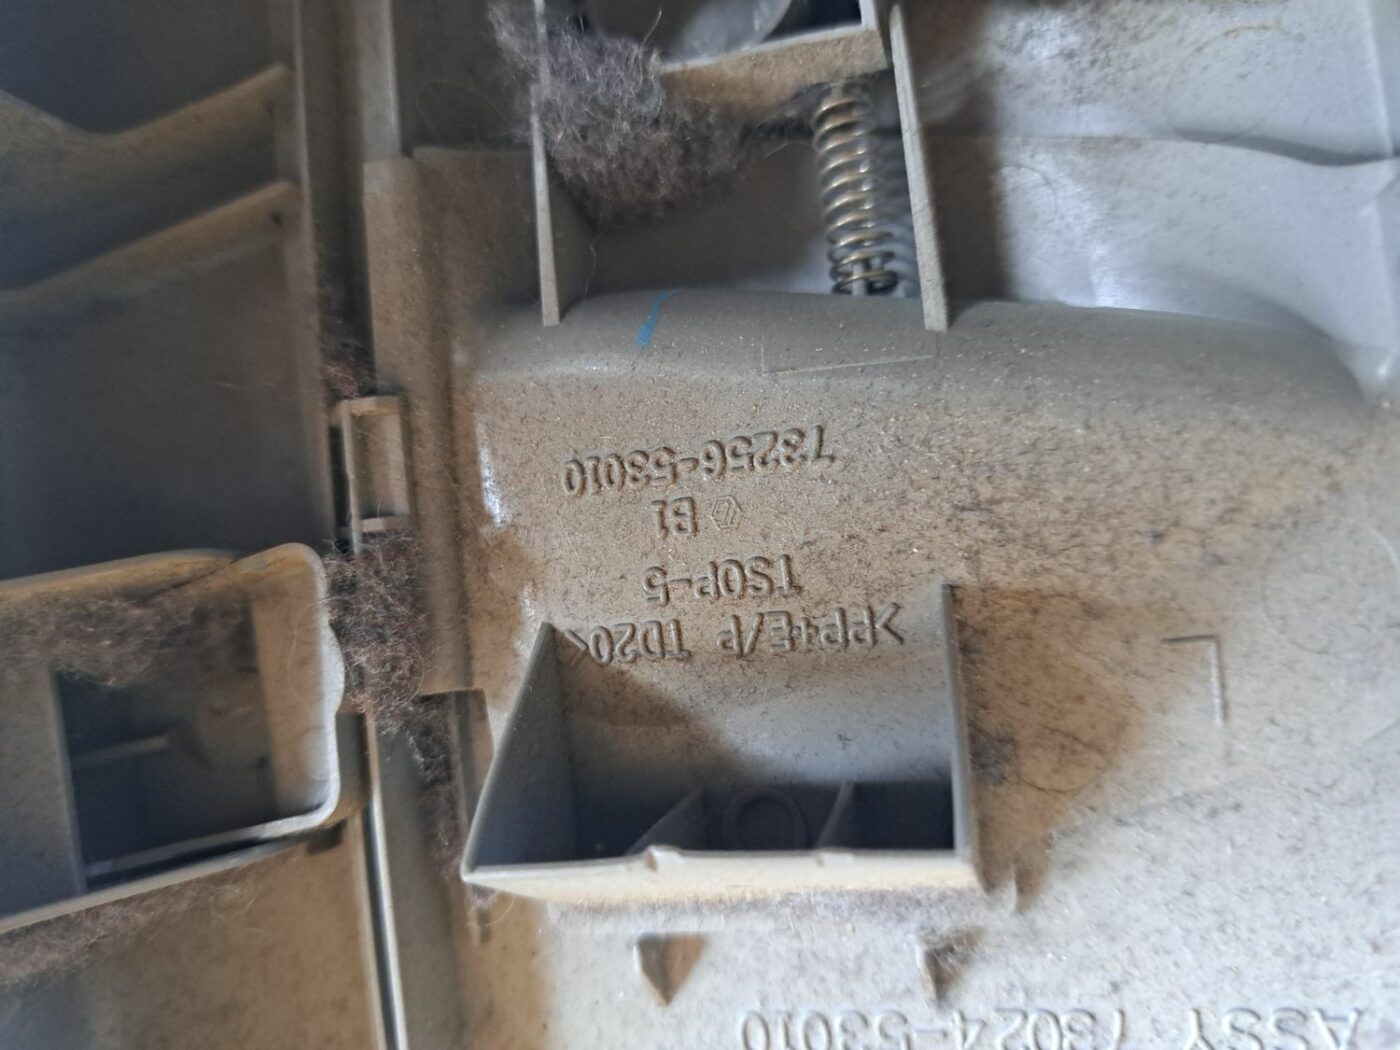 ASSY 73024-53010
>PP+E/P TD20<
TSOP-5
B1
73256-53010